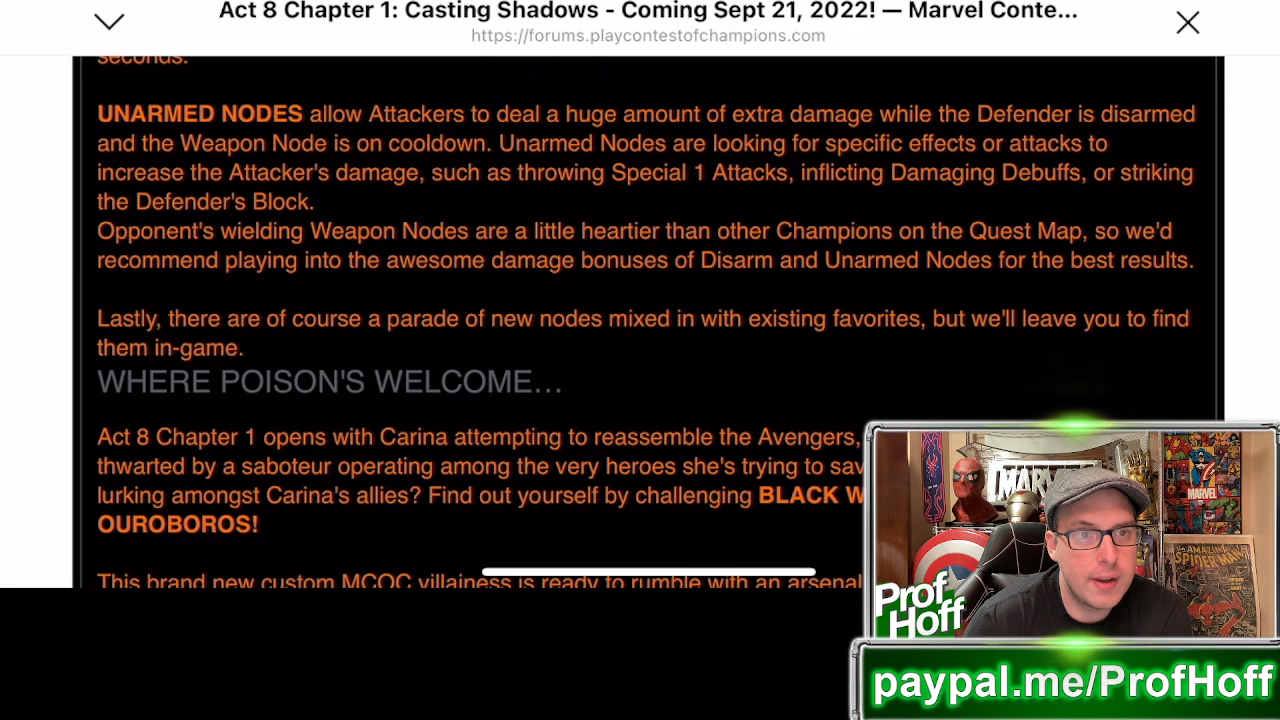 Act 8 Chapter 1: Casting Shadows - Coming Sept 21, 2022! — Marvel Conte...
https://forums.playcontestofchampions.com
seconds.
UNARMED NODES allow Attackers to deal a huge amount of extra damage while the Defender is disarmed
and the Weapon Node is on cooldown. Unarmed Nodes are looking for specific effects or attacks to
increase the Attacker's damage, such as throwing Special 1 Attacks, inflicting Damaging Debuffs, or striking
the Defender's Block.
Opponent's wielding Weapon Nodes are a little heartier than other Champions on the Quest Map, so we'd
recommend playing into the awesome damage bonuses of Disarm and Unarmed Nodes for the best results.
Lastly, there are of course a parade of new nodes mixed in with existing favorites, but we'll leave you to find
them in-game.
WHERE POISON'S WELCOME...
Act 8 Chapter 1 opens with Carina attempting to reassemble the Avengers,
thwarted by a saboteur operating among the very heroes she's trying to sav
lurking amongst Carina's allies? Find out yourself by challenging BLACK W
OUROBOROS!
This brand new custom MCOC villainess is ready to rumble with an arsenal
MARVEL
MARVEL
AMAZING
SPIDER-MAN
Prof
Hoff
paypal.me/ProfHoff